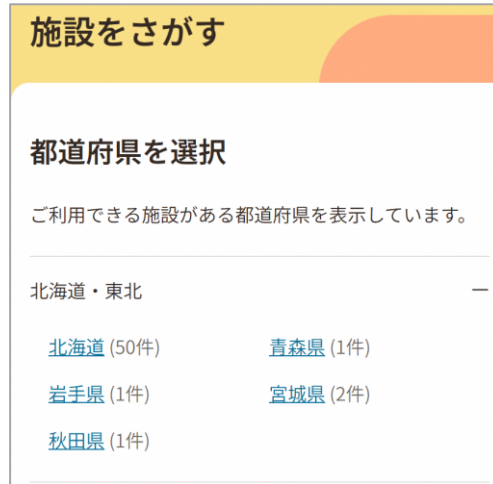 施設をさがす
都道府県を選択
ご利用できる施設がある都道府県を表示しています。
北海道・東北
北海道 (50件) 青森県 (1件)
岩手県 (1件) 宮城県 (2件)
秋田県 (1件)